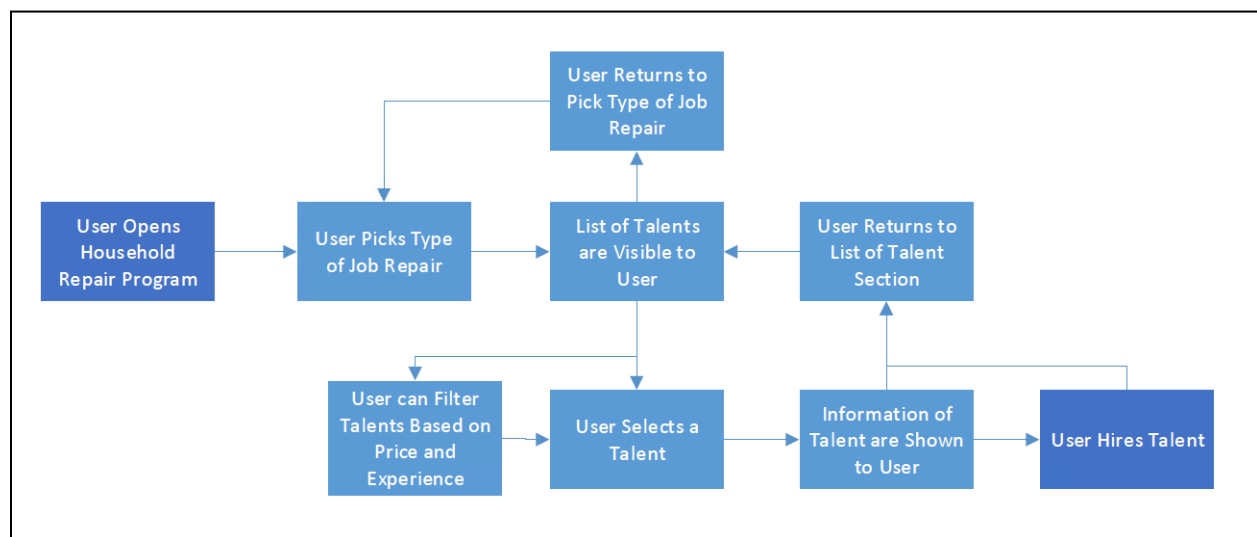 User Returns to
Pick Type of Job
Repair
User Opens
Household
Repair Program
User Picks Type
of Job Repair
List of Talents
are Visible to
User
User Returns to
List of Talent
Section
User can Filter
Talents Based on
Price and
Experience
User Selects a
Talent
Information of
Talent are Shown
to User
User Hires Talent